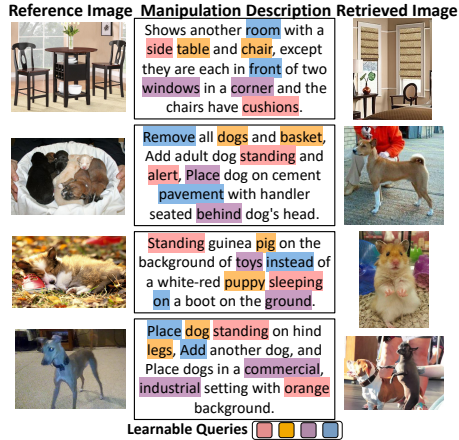 Reference Image Manipulation Description Retrieved Image
Shows another room with a
side table and chair, except
they are each in front of two
windows in a corner and the
chairs have cushions.
Remove all dogs and basket,
Add adult dog standing and
alert, Place dog on cement
pavement with handler
seated behind dog's head.
Standing guinea pig on the
background of toys instead of
a white-red puppy sleeping
on a boot on the ground.
Place dog standing on hind
legs, Add another dog, and
Place dogs in a commercial,
industrial setting with orange
background.
Learnable Queries